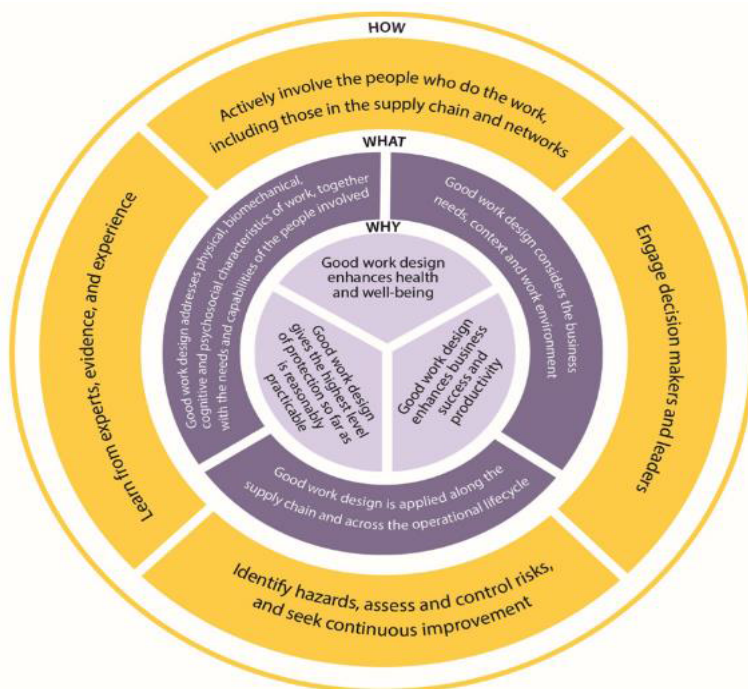 HOW
Actively involve the people who do the work,
including those in the supply chain and networks
Engage decision makers and leaders
Identify hazards, assess and control risks,
and seek continuous improvement
Learn from experts, evidence, and experience
WHAT
Good work design addresses physical, biomechanical,
cognitive and psychosocial characteristics of work, together
with the needs and capabilities of the people involved
Good work design considers the business
needs, context and work environment
Good work design is applied along the
supply chain and across the operational lifecycle
WHY
Good work design
enhances health
and well-being
Good work design
gives the highest level
of protection so far as
is reasonably
practicable
Good work design
enhances business
success and
productivity